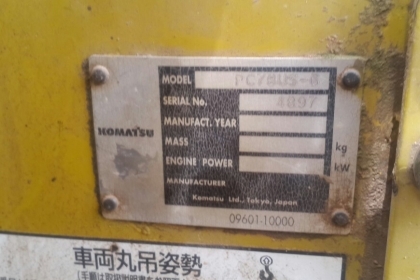 MODEL PC78US-6
SERIAL No. 4097
MANUFACT. YEAR
KOMATSU
MASS kg
ENGINE POWER kW
MANUFACTURER
Komatsu Ltd., Tokyo, Japan
09601-10000
車両丸吊姿勢